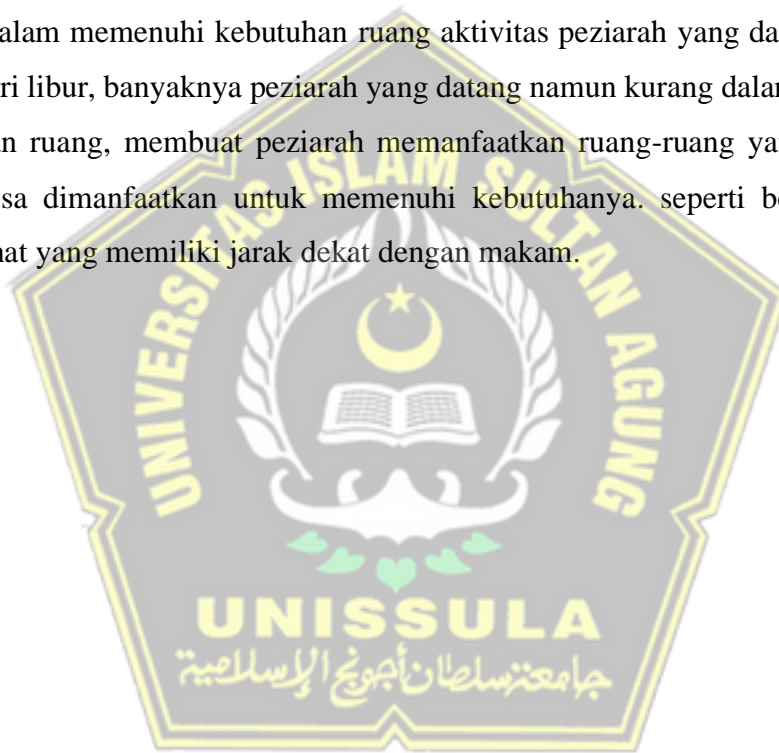 alam memenuhi kebutuhan ruang aktivitas peziarah yang da
ri libur, banyaknya peziarah yang datang namun kurang dalan
an ruang, membuat peziarah memanfaatkan ruang-ruang ya
sa dimanfaatkan untuk memenuhi kebutuhanya. seperti be
nat yang memiliki jarak dekat dengan makam.
UNIVERSITAS ISLAM SULTAN AGUNG
UNISSULA
جامعة سلطان أجونج الإسلامية